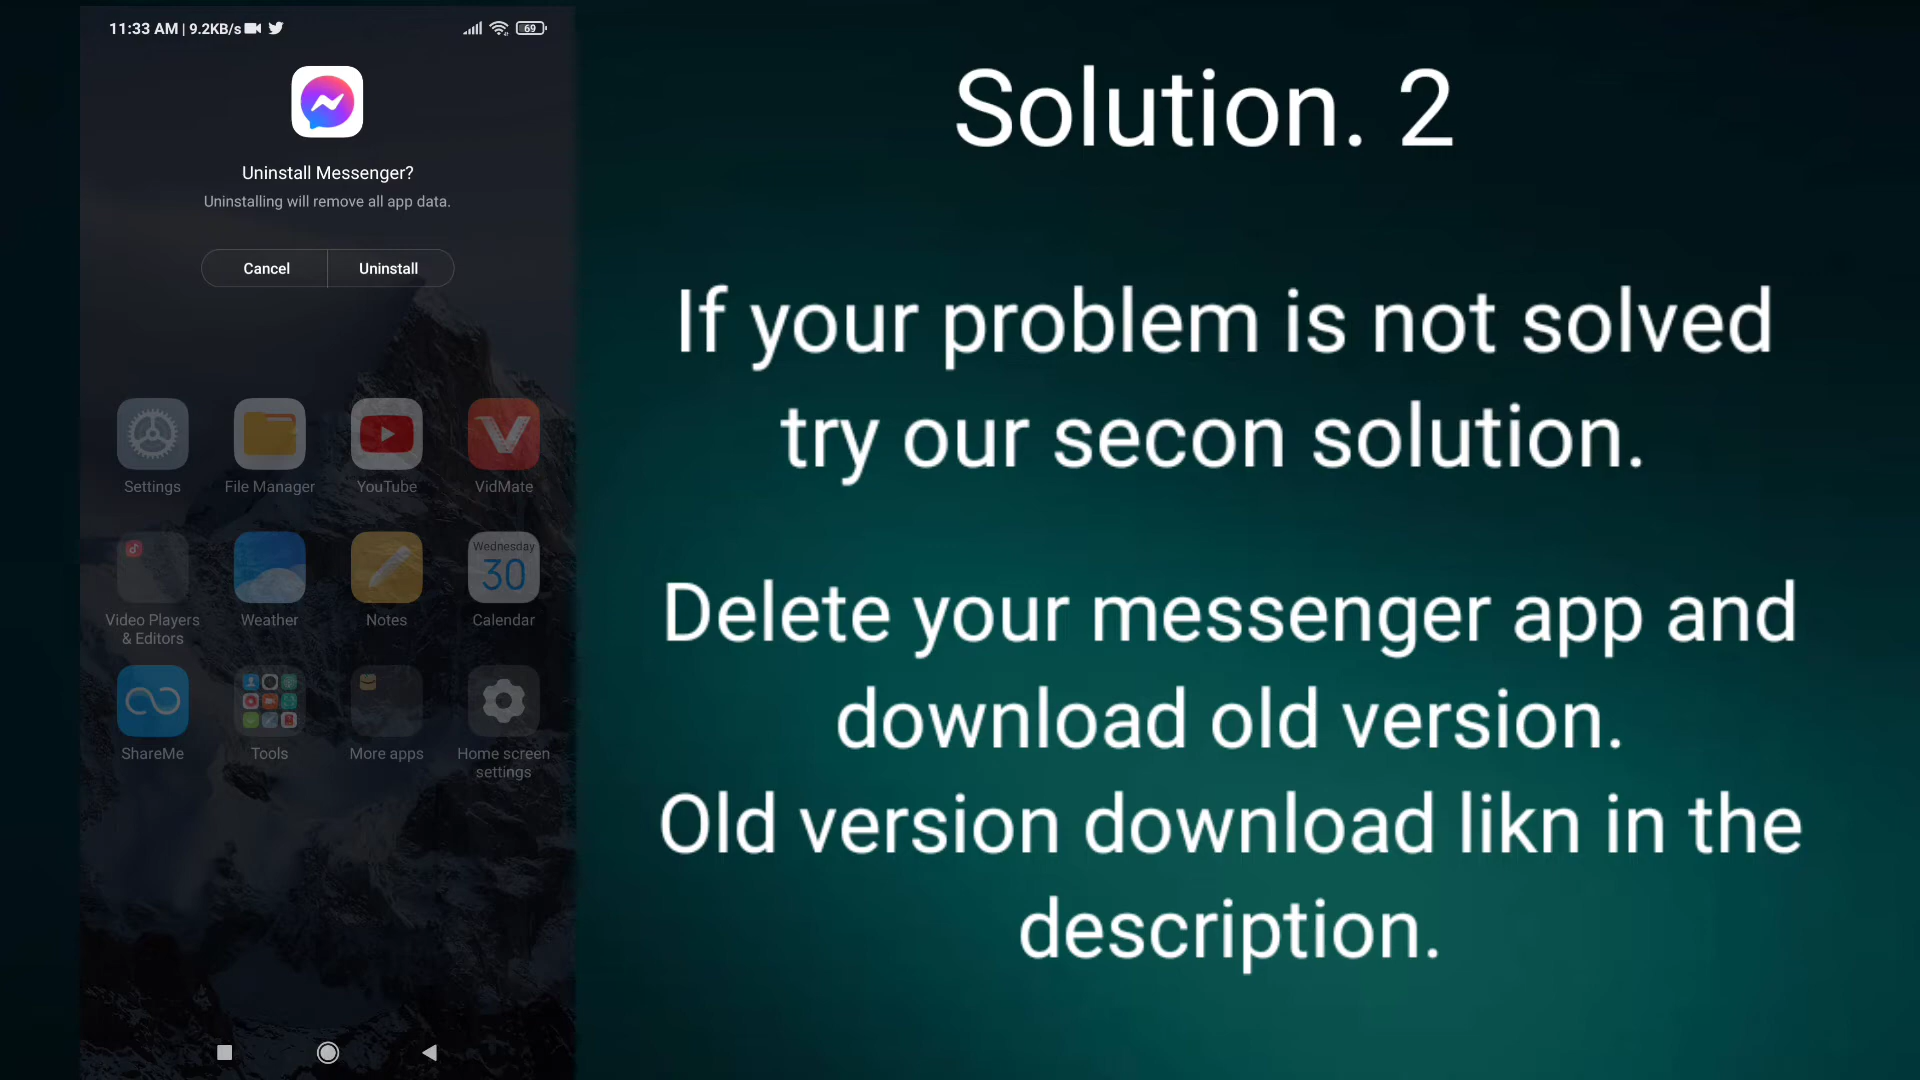 11:33 AM | 9.2KB/s
69
Uninstall Messenger?
Uninstalling will remove all app data.
Cancel
Uninstall
Settings
File Manager
YouTube
VidMate
Wednesday
30
Video Players
& Editors
Weather
Notes
Calendar
ShareMe
Tools
More apps
Home screen
settings
Solution. 2
If your problem is not solved
try our secon solution.
Delete your messenger app and
download old version.
Old version download likn in the
description.